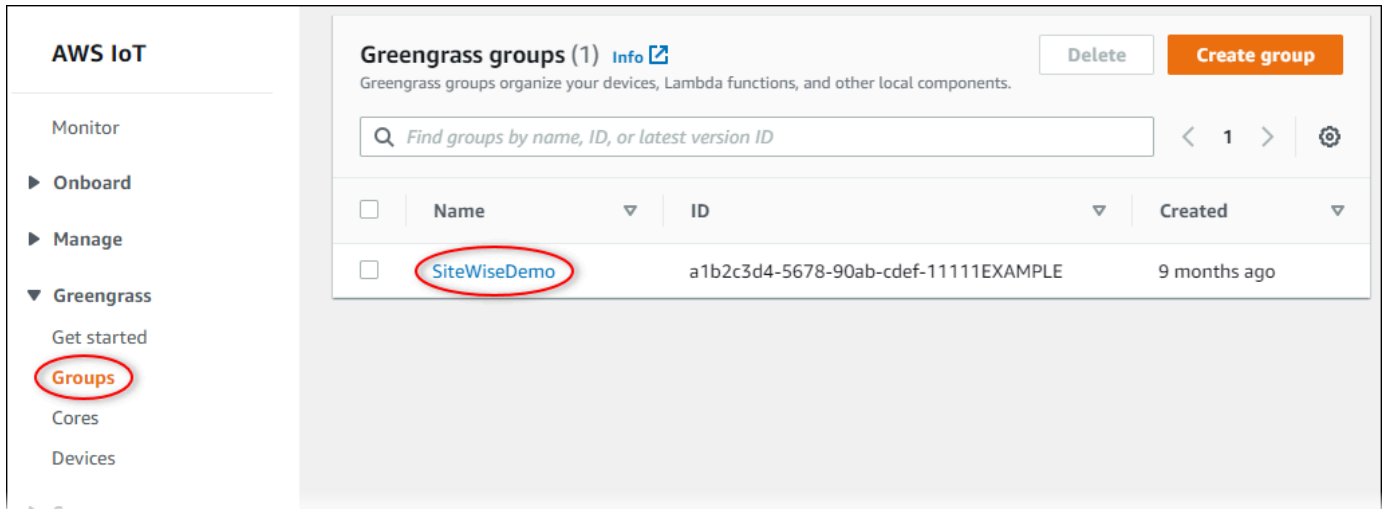 AWS IoT
Monitor
Onboard
Manage
Greengrass
Get started
Groups
Cores
Devices
Greengrass groups (1) Info
Delete
Create group
Greengrass groups organize your devices, Lambda functions, and other local components.
Find groups by name, ID, or latest version ID
1
Name ID Created
SiteWiseDemo a1b2c3d4-5678-90ab-cdef-11111EXAMPLE 9 months ago